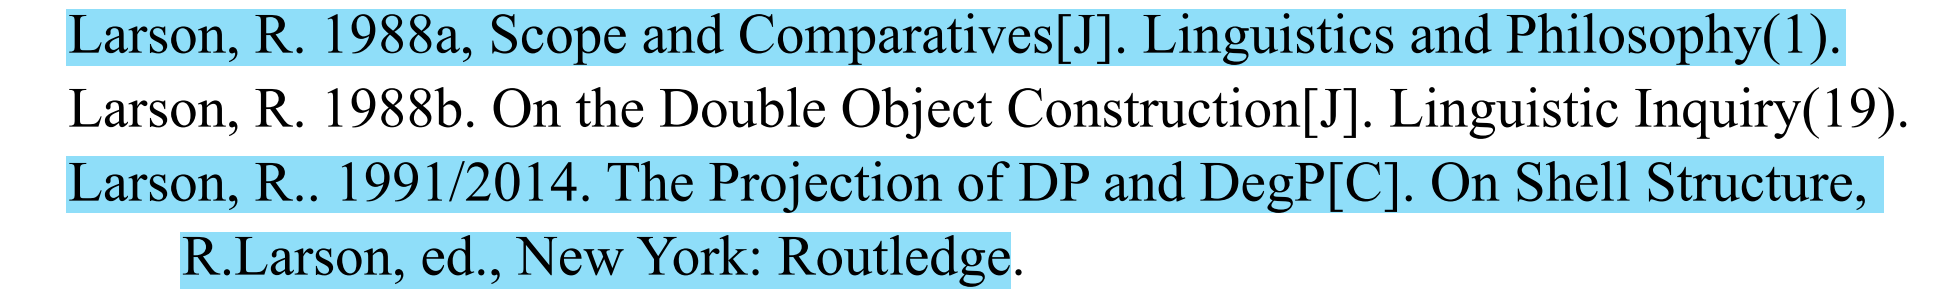 Larson, R. 1988a, Scope and Comparatives[J]. Linguistics and Philosophy(1).
Larson, R. 1988b. On the Double Object Construction[J]. Linguistic Inquiry(19).
Larson, R.. 1991/2014. The Projection of DP and DegP[C]. On Shell Structure,
R.Larson, ed., New York: Routledge.